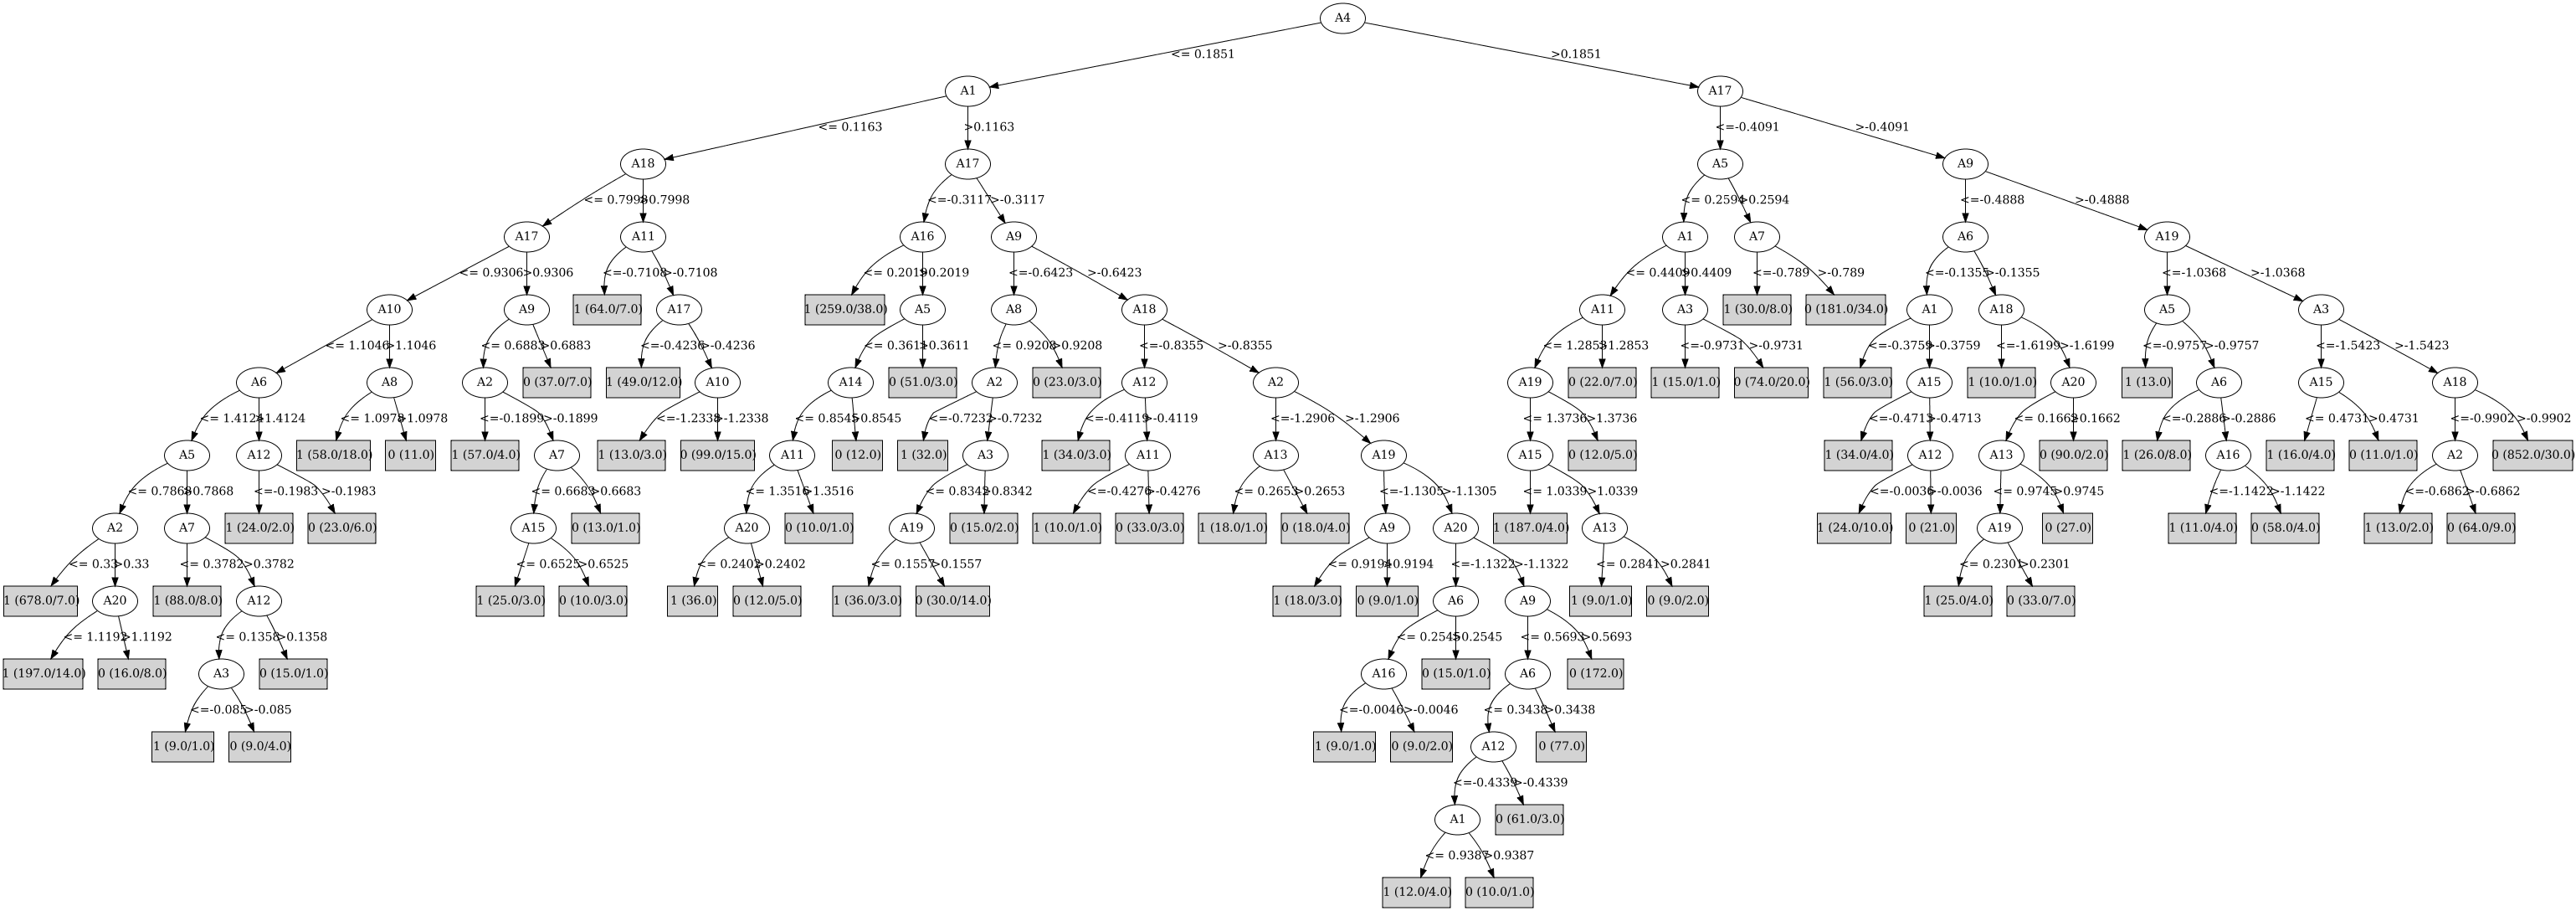 A4
<= 0.1851 >0.1851
A1 A17
<= 0.1163 >0.1163 <=-0.4091 >-0.4091
A18 A17 A5 A9
<= 0.7998 >0.7998 <=-0.3117 >-0.3117 <= 0.2594 >0.2594 <=-0.4888 >-0.4888
A17 A11 A16 A9 A1 A7 A6 A19
<= 0.9306 >0.9306 <=-0.7108 >-0.7108 <= 0.2019 >0.2019 <=-0.6423 >-0.6423 <= 0.4409 >0.4409 <=-0.789 >-0.789 <=-0.1355 >-0.1355 <=-1.0368 >-1.0368
A10 A9 1 (64.0/7.0) A17 1 (259.0/38.0) A5 A8 A18 A11 A3 1 (30.0/8.0) 0 (181.0/34.0) A1 A18 A5 A3
<= 1.1046 >1.1046 <= 0.6883 >0.6883 <=-0.4236 >-0.4236 <= 0.3611 >0.3611 <= 0.9208 >0.9208 <=-0.8355 >-0.8355 <= 1.2853 >1.2853 <=-0.9731 >-0.9731 <=-0.3759 >-0.3759 <=-1.6199 >-1.6199 <=-0.9757 >-0.9757 <=-1.5423 >-1.5423
A6 A8 A2 0 (37.0/7.0) 1 (49.0/12.0) A10 A14 0 (51.0/3.0) A2 0 (23.0/3.0) A12 A2 A19 0 (22.0/7.0) 1 (15.0/1.0) 0 (74.0/20.0) 1 (56.0/3.0) A15 1 (10.0/1.0) A20 1 (13.0) A6 A15 A18
<= 1.4124 >1.4124 <= 1.0978 >1.0978 <=-0.1899 >-0.1899 <=-1.2338 >-1.2338 <= 0.8545 >0.8545 <=-0.7232 >-0.7232 <=-0.4119 >-0.4119 <=-1.2906 >-1.2906 <= 1.3736 >1.3736 <=-0.4713 >-0.4713 <= 0.1662 >0.1662 <=-0.2886 >-0.2886 <= 0.4731 >0.4731 <=-0.9902 >-0.9902
A5 A12 1 (58.0/18.0) 0 (11.0) 1 (57.0/4.0) A7 1 (13.0/3.0) 0 (99.0/15.0) A11 0 (12.0) 1 (32.0) A3 1 (34.0/3.0) A11 A13 A19 A15 0 (12.0/5.0) 1 (34.0/4.0) A12 A13 0 (90.0/2.0) 1 (26.0/8.0) A16 1 (16.0/4.0) 0 (11.0/1.0) A2 0 (852.0/30.0)
<= 0.7868 >0.7868 <=-0.1983 >-0.1983 <= 0.6683 >0.6683 <= 1.3516 >1.3516 <= 0.8342 >0.8342 <=-0.4276 >-0.4276 <= 0.2653 >0.2653 <=-1.1305 >-1.1305 <= 1.0339 >1.0339 <=-0.0036 >-0.0036 <= 0.9745 >0.9745 <=-1.1422 >-1.1422 <=-0.6862 >-0.6862
A2 A7 1 (24.0/2.0) 0 (23.0/6.0) A15 0 (13.0/1.0) A20 0 (10.0/1.0) A19 0 (15.0/2.0) 1 (10.0/1.0) 0 (33.0/3.0) 1 (18.0/1.0) 0 (18.0/4.0) A9 A20 1 (187.0/4.0) A13 1 (24.0/10.0) 0 (21.0) A19 0 (27.0) 1 (11.0/4.0) 0 (58.0/4.0) 1 (13.0/2.0) 0 (64.0/9.0)
<= 0.33 >0.33 <= 0.3782 >0.3782 <= 0.6525 >0.6525 <= 0.2402 >0.2402 <= 0.1557 >0.1557 <= 0.9194 >0.9194 <=-1.1322 >-1.1322 <= 0.2841 >0.2841 <= 0.2301 >0.2301
1 (678.0/7.0) A20 1 (88.0/8.0) A12 1 (25.0/3.0) 0 (10.0/3.0) 1 (36.0) 0 (12.0/5.0) 1 (36.0/3.0) 0 (30.0/14.0) 1 (18.0/3.0) 0 (9.0/1.0) A6 A9 1 (9.0/1.0) 0 (9.0/2.0) 1 (25.0/4.0) 0 (33.0/7.0)
<= 1.1192 >1.1192 <= 0.1358 >0.1358 <= 0.2545 >0.2545 <= 0.5693 >0.5693
1 (197.0/14.0) 0 (16.0/8.0) A3 0 (15.0/1.0) A16 0 (15.0/1.0) A6 0 (172.0)
<=-0.085 >-0.085 <=-0.0046 >-0.0046 <= 0.3438 >0.3438
1 (9.0/1.0) 0 (9.0/4.0) 1 (9.0/1.0) 0 (9.0/2.0) A12 0 (77.0)
<=-0.4339 >-0.4339
A1 0 (61.0/3.0)
<= 0.9387 >0.9387
1 (12.0/4.0) 0 (10.0/1.0)